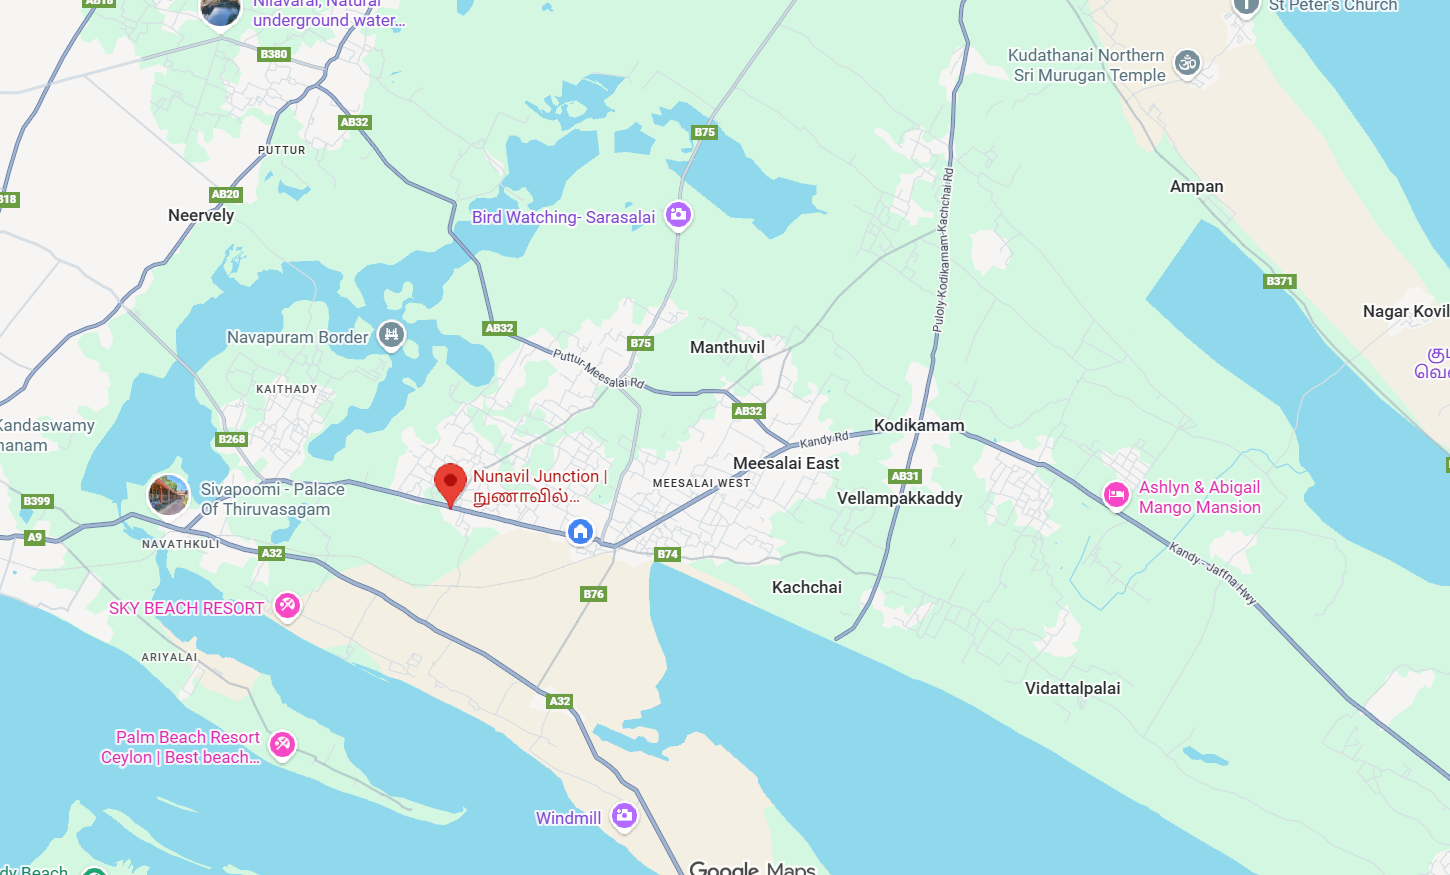 AB18
Nilavarai, Natural
underground water...
St Peter's Church
B380
Kudathanai Northern
Sri Murugan Temple
AB32
B75
PUTTUR
AB20
Ampan
Neervely
Bird Watching- Sarasalai
Puloly-Kodikamam-Kachchai Rd
B371
Nagar Kovil
Navapuram Border
AB32
B75
Manthuvil
Puttur-Meesalai Rd
KAITHADY
AB32
Kandaswamy
Kodikamam
Kandy Rd
B268
Meesalai East
Nunavil Junction |
நுணாவில்...
MEESALAI WEST
AB31
Vellampakkaddy
Ashlyn & Abigail
Mango Mansion
Sivapoomi - Palace
Of Thiruvasagam
B399
A9
NAVATHKULI
A32
B74
Kandy - Jaffna Hwy
Kachchai
B76
SKY BEACH RESORT
ARIYALAI
Vidattalpalai
A32
Palm Beach Resort
Ceylon | Best beach...
Windmill
Google Maps
Beach